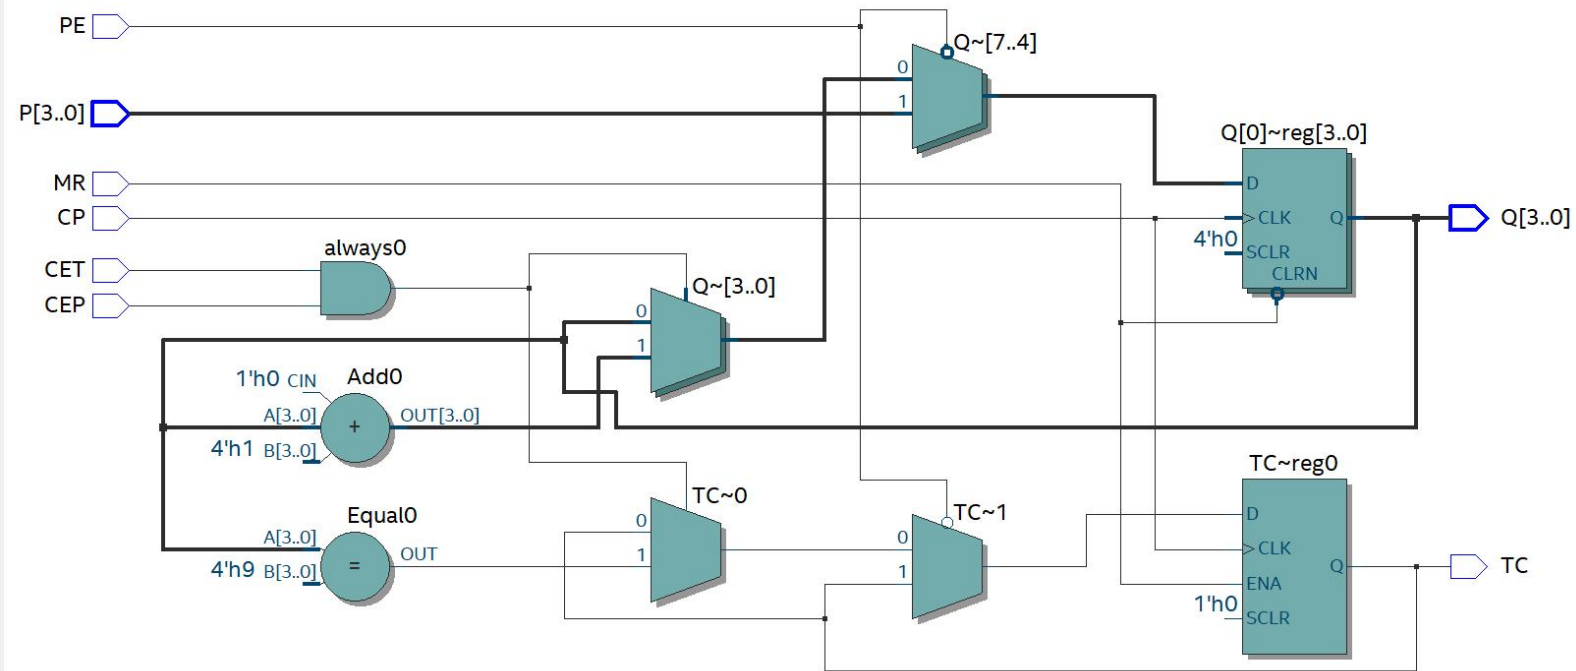 PE
Q~[7..4]
0
P[3..0]
1
Q[0]~reg[3..0]
MR
D
CP
CLK
Q
Q[3..0]
4'h0
SCLR
always0
CET
CLRN
CEP
Q~[3..0]
0
1
1'h0 CIN
Add0
A[3..0]
OUT[3..0]
+
4'h1 B[3..0]
TC~reg0
TC~0
Equal0
TC~1
D
0
A[3..0]
0
CLK
OUT
1
4'h9 B[3..0]
=
1
Q
TC
ENA
1'h0
SCLR